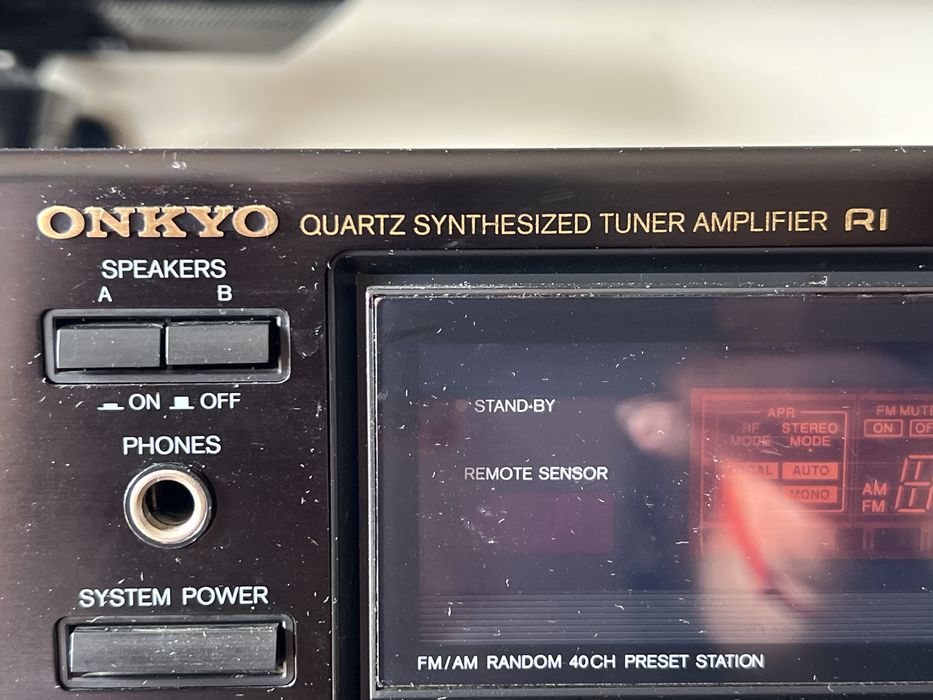 ONKYO QUARTZ SYNTHESIZED TUNER AMPLIFIER RI
SPEAKERS
A B
ON OFF
PHONES
SYSTEM POWER
STAND-BY
REMOTE SENSOR
APR
RF STEREO
MODE MODE
AUTO
MONO
FM MUTE
ON
AM
FM
FM/AM RANDOM 40CH PRESET STATION